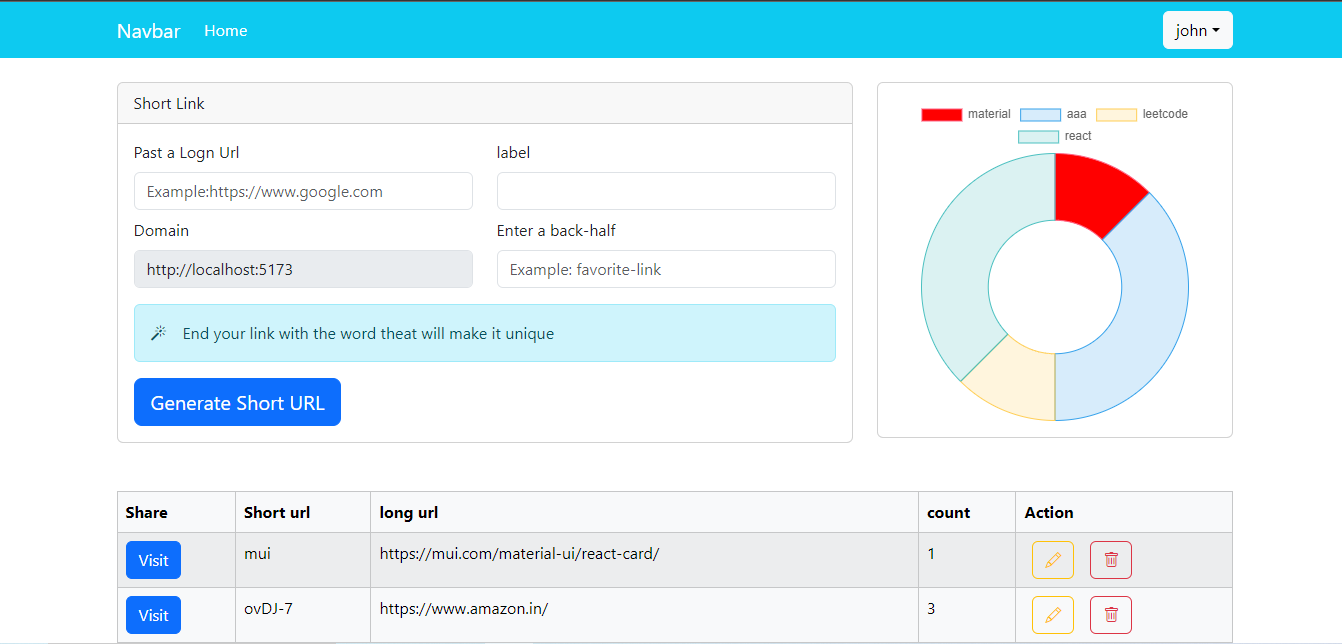 Navbar Home john
Short Link
Past a Logn Url label
Example:https://www.google.com
Domain Enter a back-half
http://localhost:5173 Example: favorite-link
End your link with the word theat will make it unique
Generate Short URL
material aaa leetcode
react
Share Short url long url count Action
Visit mui https://mui.com/material-ui/react-card/ 1
Visit ovDJ-7 https://www.amazon.in/ 3